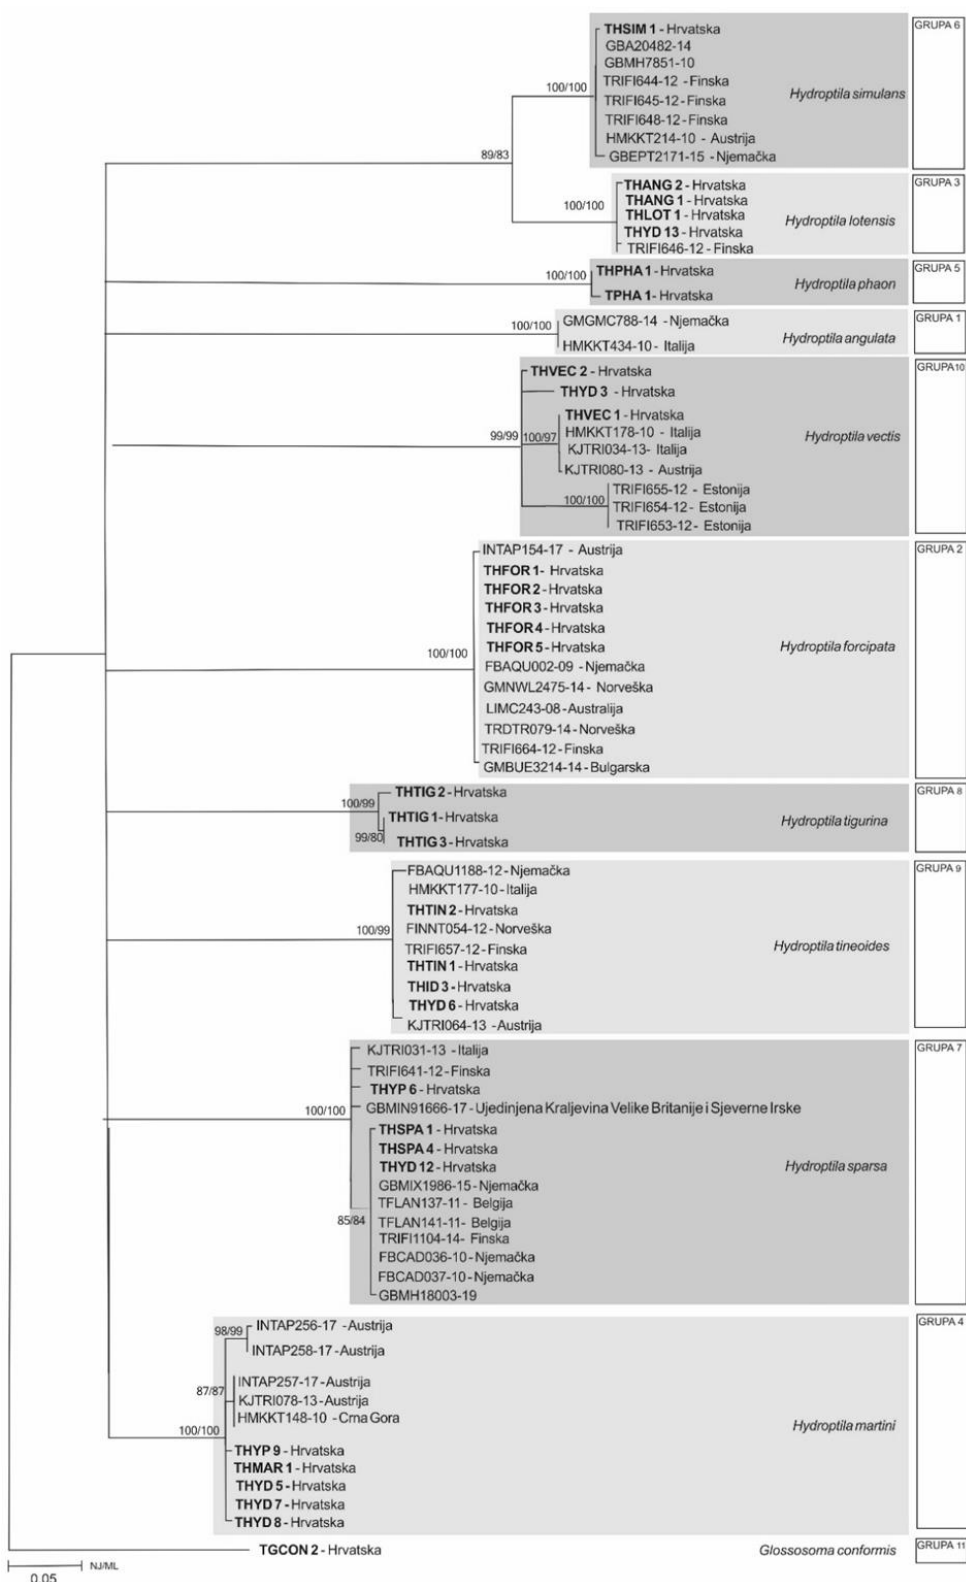 GRUPA 6
THSIM 1 - Hrvatska
GBA20482-14
GBMH7851-10
100/100
TRIFI644-12 - Finska
Hydroptila simulans
TRIFI645-12 - Finska
TRIFI648-12 - Finska
HMKKT214-10 - Austrija
89/83
GBEPT2171-15 - Njemačka
GRUPA 3
THANG 2 - Hrvatska
THANG 1 - Hrvatska
100/100
THLOT 1 - Hrvatska
Hydroptila lotensis
THYD 13 - Hrvatska
TRIFI646-12 - Finska
GRUPA 5
100/100
THPHA 1 - Hrvatska
Hydroptila phaon
TPHA 1 - Hrvatska
GRUPA 1
GMGMC788-14 - Njemačka
100/100
Hydroptila angulata
HMKKT434-10 - Italija
GRUPA10
THVEC 2 - Hrvatska
THYD 3 - Hrvatska
THVEC 1 - Hrvatska
99/99
100/97
HMKKT178-10 - Italija
Hydroptila vectis
KJTRI034-13- Italija
KJTRI080-13 - Austrija
TRIFI655-12 - Estonija
100/100
TRIFI654-12 - Estonija
TRIFI653-12 - Estonija
GRUPA 2
INTAP154-17 - Austrija
THFOR 1- Hrvatska
THFOR 2 - Hrvatska
THFOR 3 - Hrvatska
THFOR 4 - Hrvatska
THFOR 5 - Hrvatska
Hydroptila forcipata
100/100
FBAQU002-09 - Njemačka
GMNWL2475-14 - Norveška
LIMC243-08 - Australija
TRDTR079-14 - Norveška
TRIFI664-12 - Finska
GMBUE3214-14 - Bulgarska
GRUPA 8
THTIG 2 - Hrvatska
100/99
THTIG 1 - Hrvatska
Hydroptila tigurina
99/80
THTIG 3 - Hrvatska
GRUPA 9
FBAQU1188-12 - Njemačka
HMKKT177-10 - Italija
THTIN 2 - Hrvatska
100/99
FINNT054-12 - Norveška
Hydroptila tineoides
TRIFI657-12 - Finska
THTIN 1 - Hrvatska
THID 3 - Hrvatska
THYD 6 - Hrvatska
KJTRI064-13 - Austrija
GRUPA 7
KJTRI031-13 - Italija
TRIFI641-12 - Finska
THYP 6 - Hrvatska
100/100
GBMIN91666-17 - Ujedinjena Kraljevina Velike Britanije i Sjeverne Irske
THSPA 1 - Hrvatska
THSPA 4 - Hrvatska
THYD 12 - Hrvatska
Hydroptila sparsa
GBMIX1986-15 - Njemačka
TFLAN137-11 - Belgija
85/84
TFLAN141-11- Belgija
TRIFI1104-14 - Finska
FBCAD036-10 - Njemačka
FBCAD037-10 - Njemačka
GBMH18003-19
GRUPA 4
INTAP256-17 - Austrija
98/99
INTAP258-17 - Austrija
INTAP257-17 - Austrija
87/87
KJTRI078-13 - Austrija
HMKKT148-10 - Crna Gora
Hydroptila martini
100/100
THYP 9 - Hrvatska
THMAR 1 - Hrvatska
THYD 5 - Hrvatska
THYD 7 - Hrvatska
THYD 8 - Hrvatska
TGCON 2 - Hrvatska
Glossosoma conformis
GRUPA 11
NJ/ML
0.05